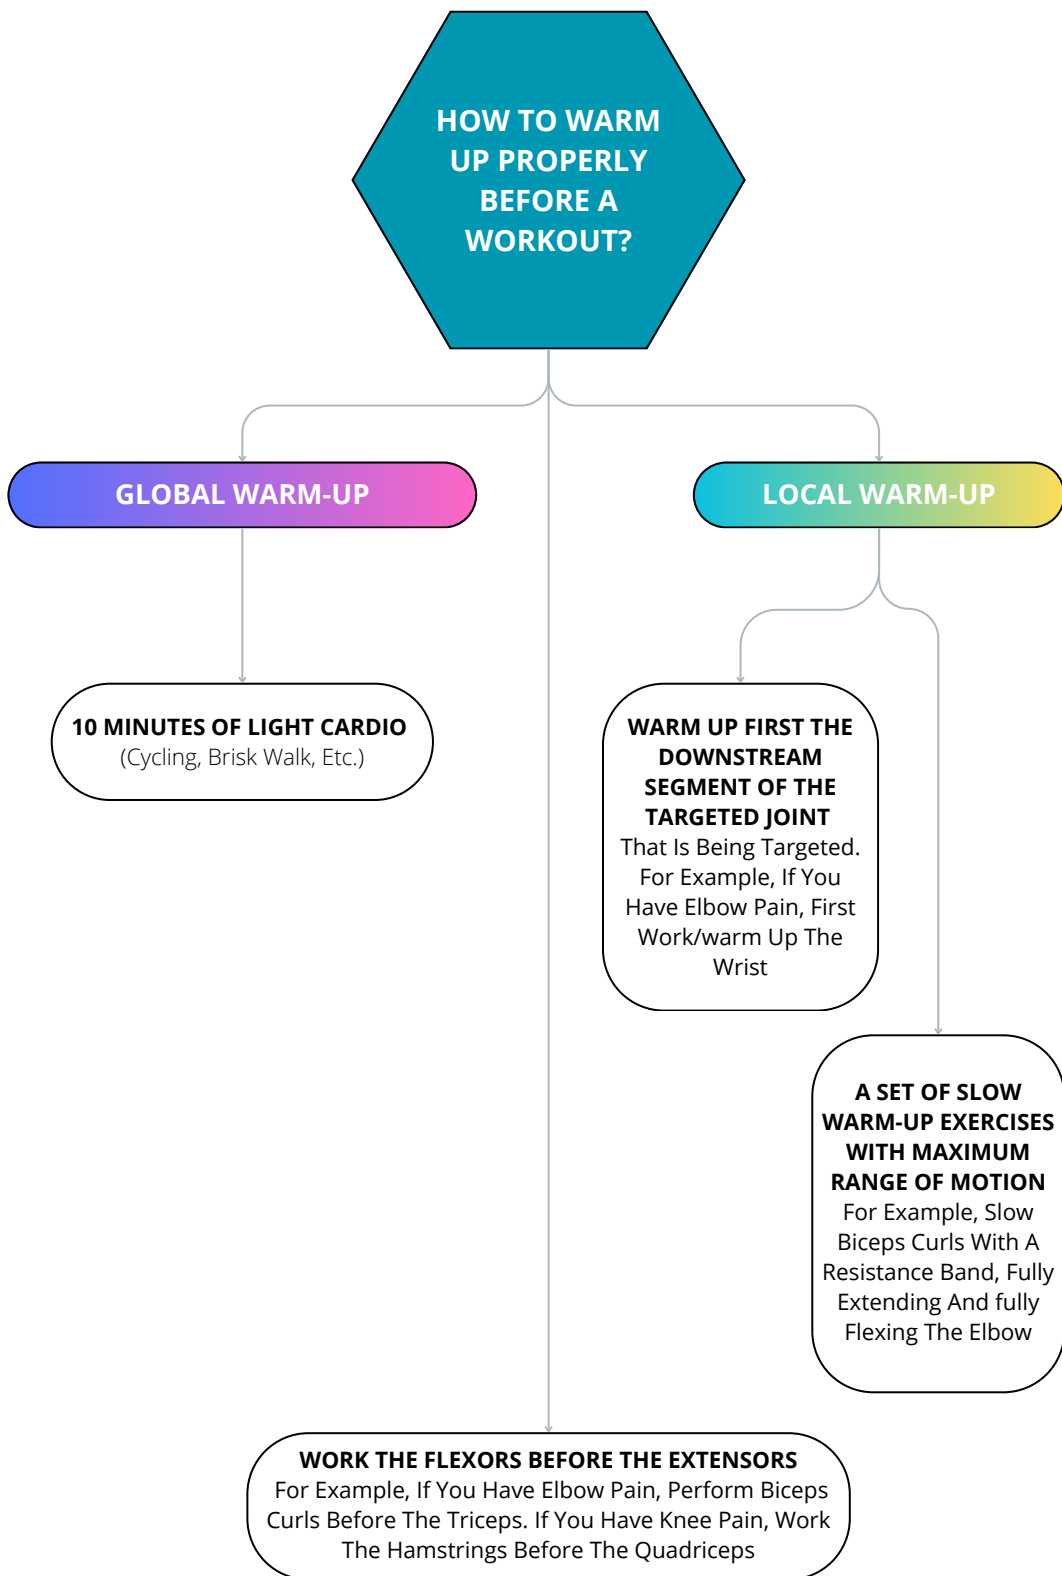 HOW TO WARM
UP PROPERLY
BEFORE A
WORKOUT?
GLOBAL WARM-UP
LOCAL WARM-UP
10 MINUTES OF LIGHT CARDIO
(Cycling, Brisk Walk, Etc.)
WARM UP FIRST THE
DOWNSTREAM
SEGMENT OF THE
TARGETED JOINT
That Is Being Targeted.
For Example, If You
Have Elbow Pain, First
Work/warm Up The
Wrist
A SET OF SLOW
WARM-UP EXERCISES
WITH MAXIMUM
RANGE OF MOTION
For Example, Slow
Biceps Curls With A
Resistance Band, Fully
Extending And fully
Flexing The Elbow
WORK THE FLEXORS BEFORE THE EXTENSORS
For Example, If You Have Elbow Pain, Perform Biceps
Curls Before The Triceps. If You Have Knee Pain, Work
The Hamstrings Before The Quadriceps